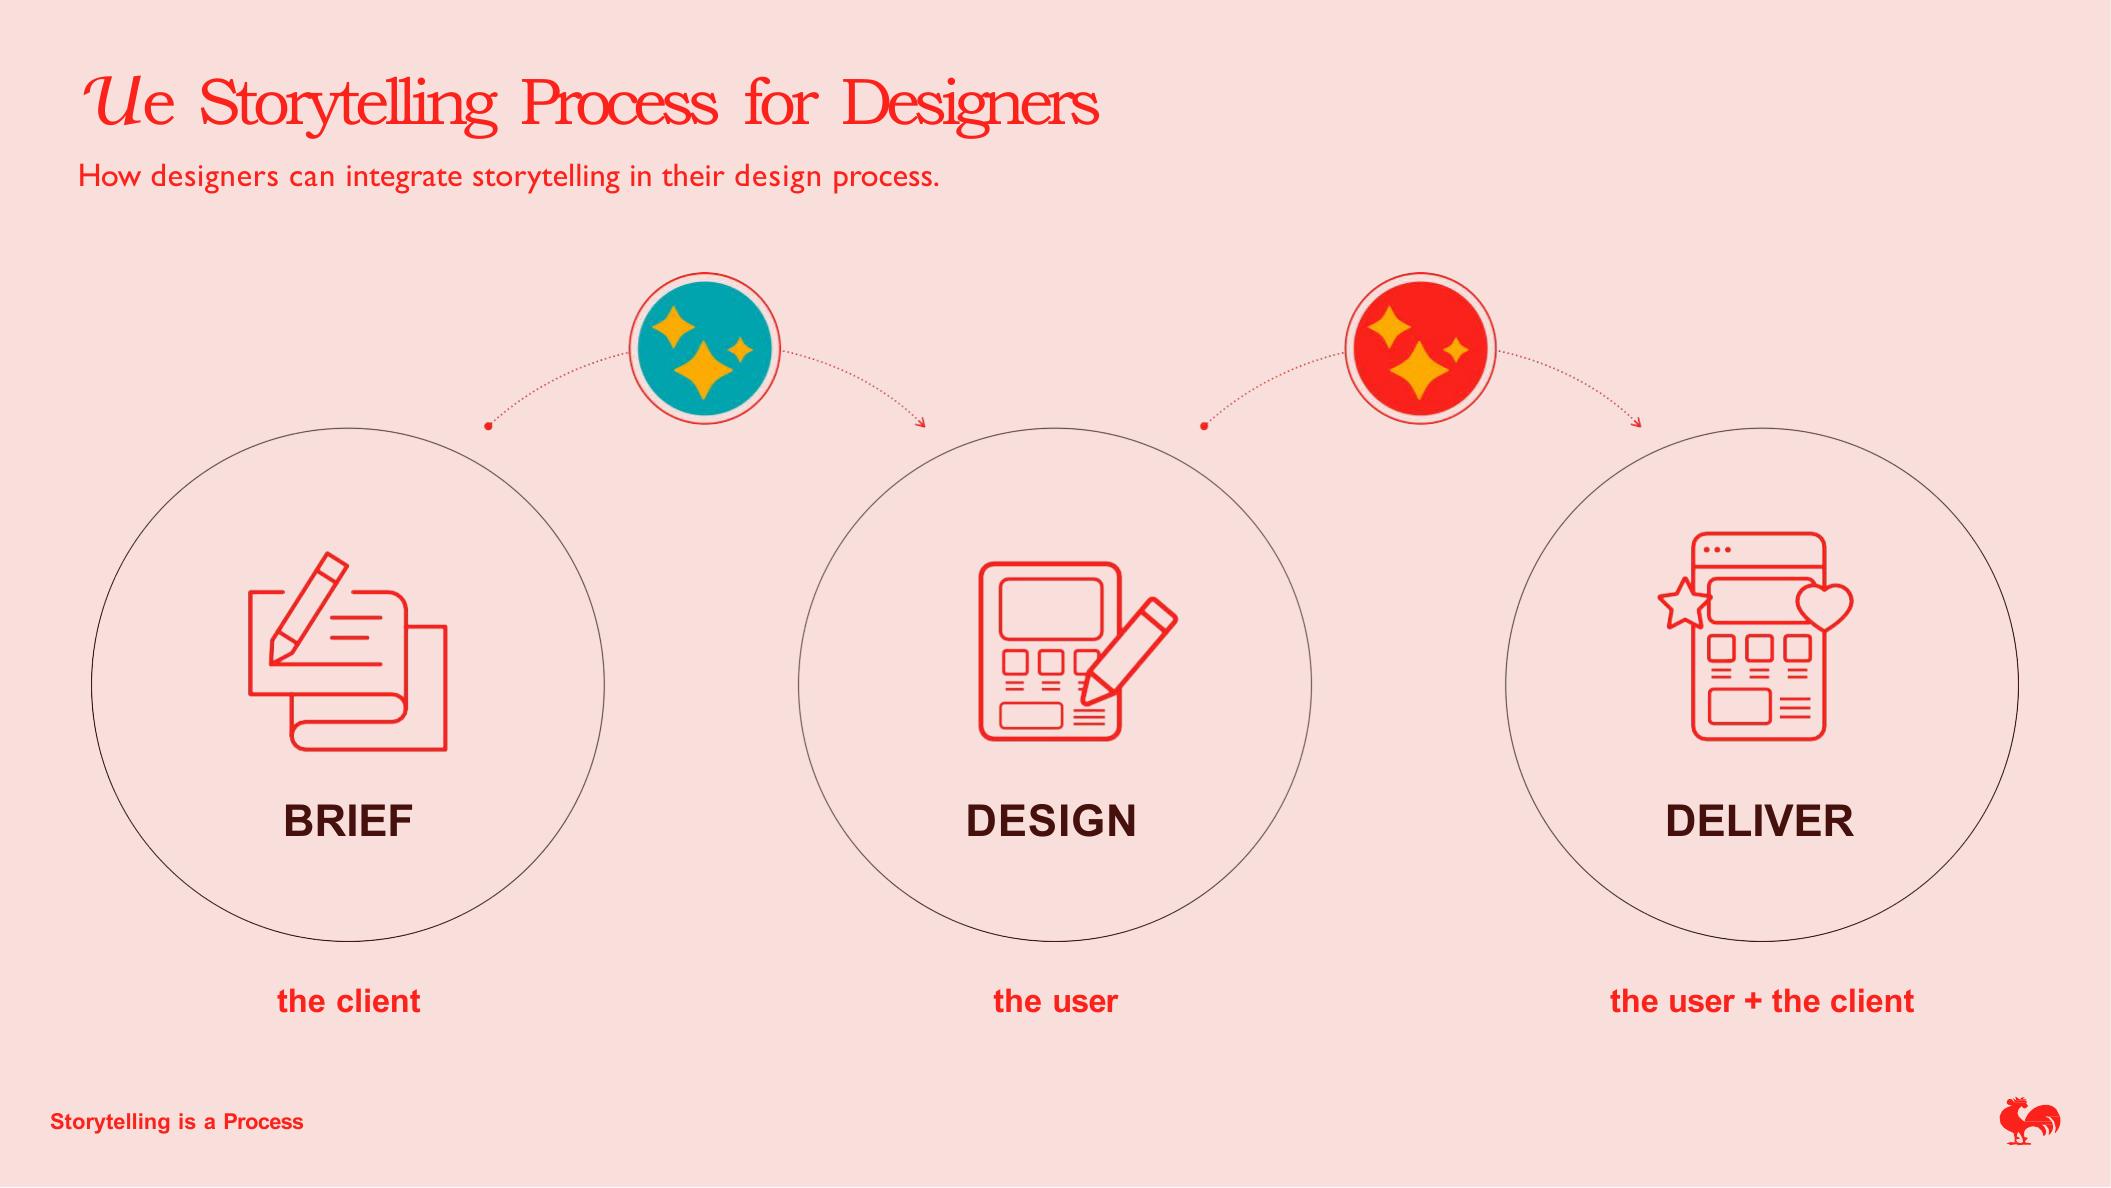 Ue Storytelling Process for Designers
How designers can integrate storytelling in their design process.
BRIEF
DESIGN
DELIVER
the client
the user
the user + the client
Storytelling is a Process